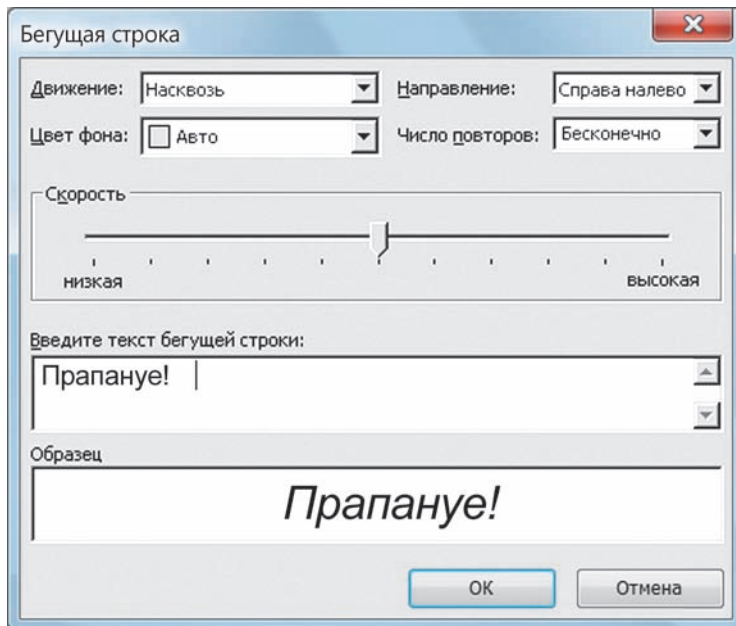 Бегущая строка
Движение: Насквозь Направление: Справа налево
Цвет фона: Авто Число повторов: Бесконечно
Скорость
низкая высокая
Введите текст бегущей строки:
Прапануе!
Образец
Прапануе!
ОК Отмена